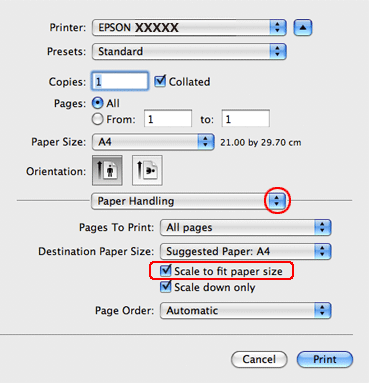 Printer: EPSON XXXXX
Presets: Standard
Copies: 1 Collated
Pages: All
From: 1 to: 1
Paper Size: A4 21.00 by 29.70 cm
Orientation:
Paper Handling
Pages To Print: All pages
Destination Paper Size: Suggested Paper: A4
Scale to fit paper size
Scale down only
Page Order: Automatic
Cancel Print